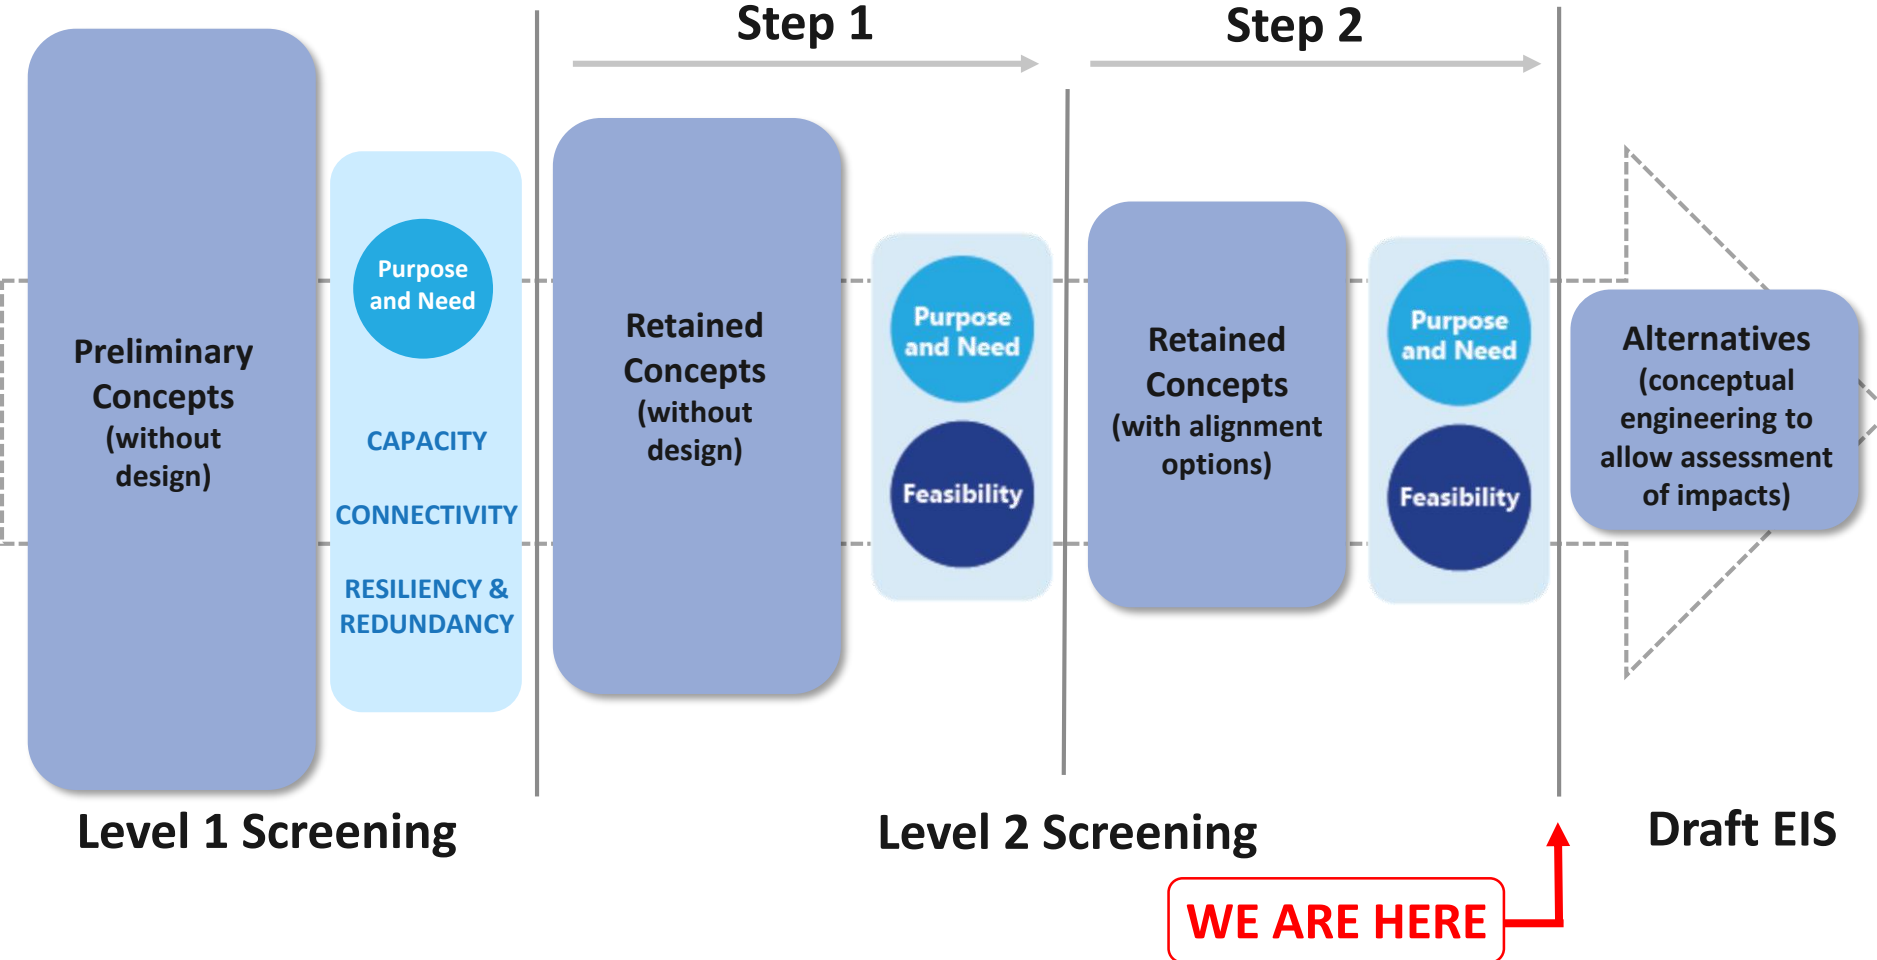 Step 1
Step 2
Preliminary
Concepts
(without
design)
Purpose
and Need
CAPACITY
CONNECTIVITY
RESILIENCY &
REDUNDANCY
Retained
Concepts
(without
design)
Purpose
and Need
Feasibility
Retained
Concepts
(with alignment
options)
Purpose
and Need
Feasibility
Alternatives
(conceptual
engineering to
allow assessment
of impacts)
Level 1 Screening
Level 2 Screening
Draft EIS
WE ARE HERE